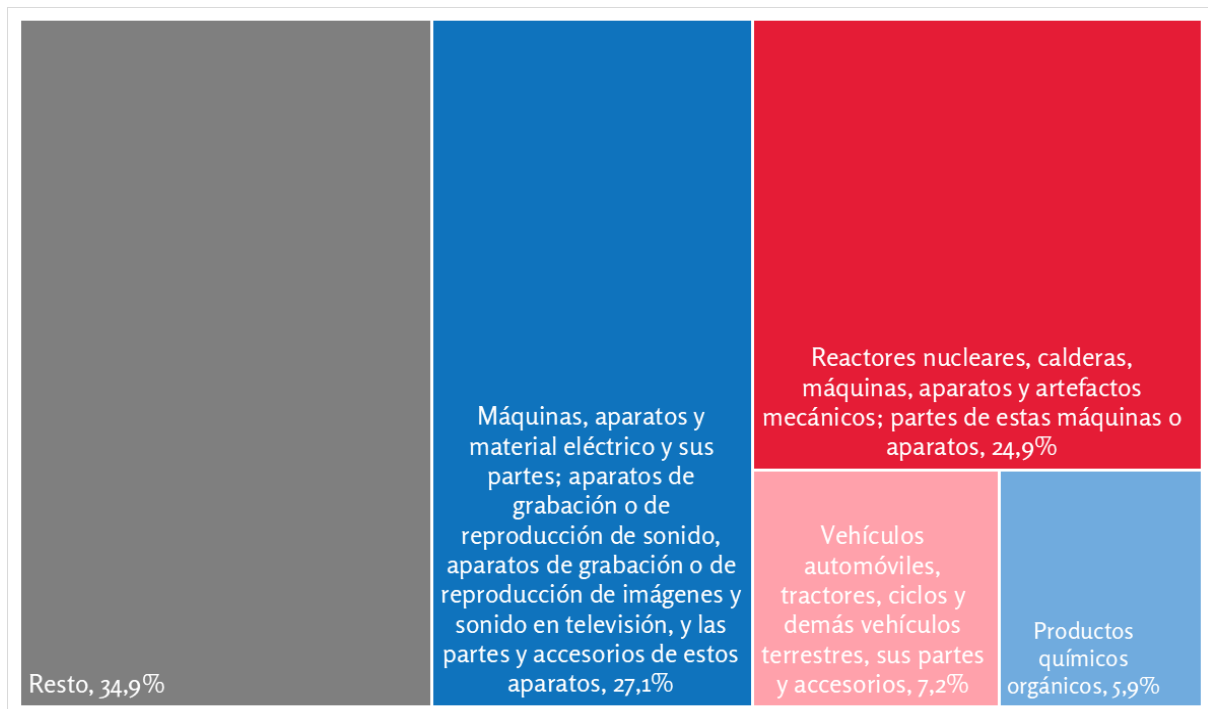 Resto, 34,9%
Máquinas, aparatos y
material eléctrico y sus
partes; aparatos de
grabación o de
reproducción de sonido,
aparatos de grabación o de
reproducción de imágenes y
sonido en televisión, y las
partes y accesorios de estos
aparatos, 27,1%
Reactores nucleares, calderas,
máquinas, aparatos y artefactos
mecánicos; partes de estas máquinas o
aparatos, 24,9%
Vehículos
automóviles,
tractores, ciclos y
demás vehículos
terrestres, sus partes
y accesorios, 7,2%
Productos
químicos
orgánicos, 5,9%